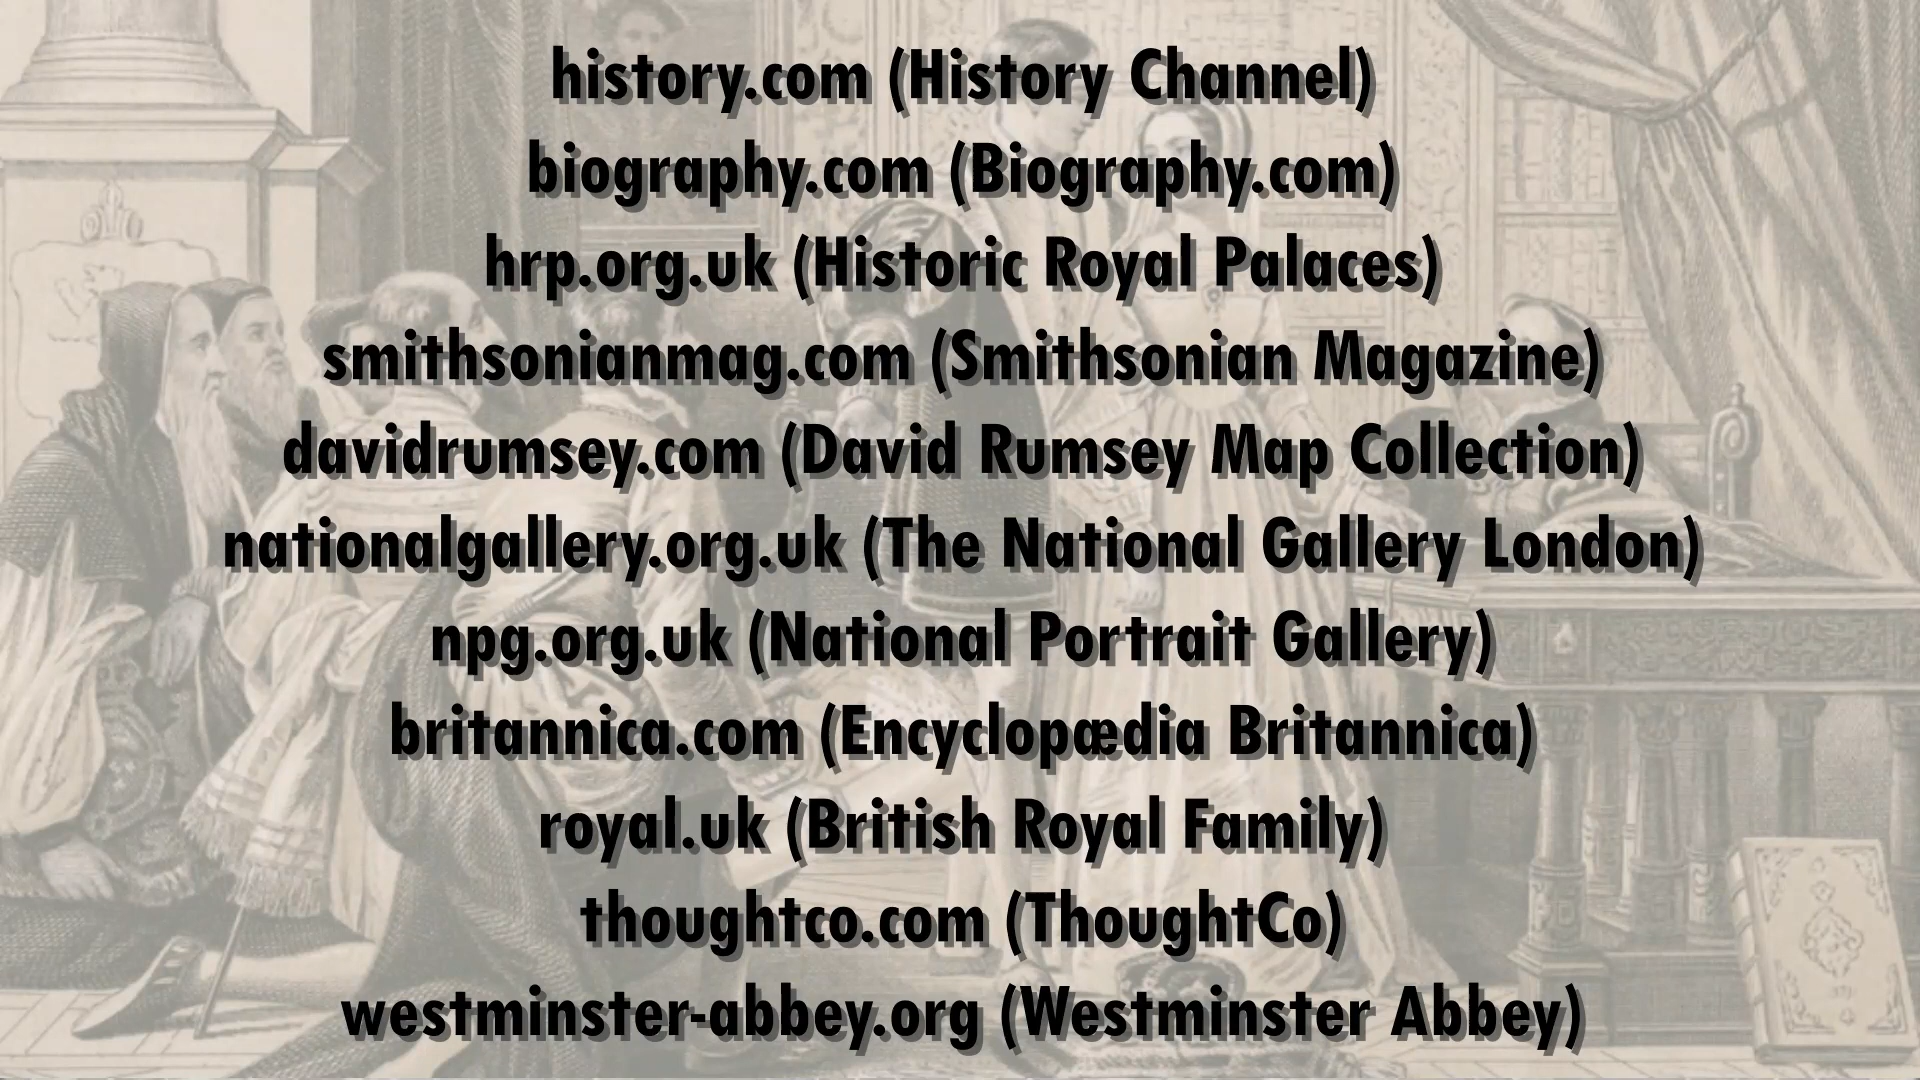 history.com (History Channel)
biography.com (Biography.com)
hrp.org.uk (Historic Royal Palaces)
smithsonianmag.com (Smithsonian Magazine)
davidrumsey.com (David Rumsey Map Collection)
nationalgallery.org.uk (The National Gallery London)
npg.org.uk (National Portrait Gallery)
britannica.com (Encyclopædia Britannica)
royal.uk (British Royal Family)
thoughtco.com (ThoughtCo)
westminster-abbey.org (Westminster Abbey)